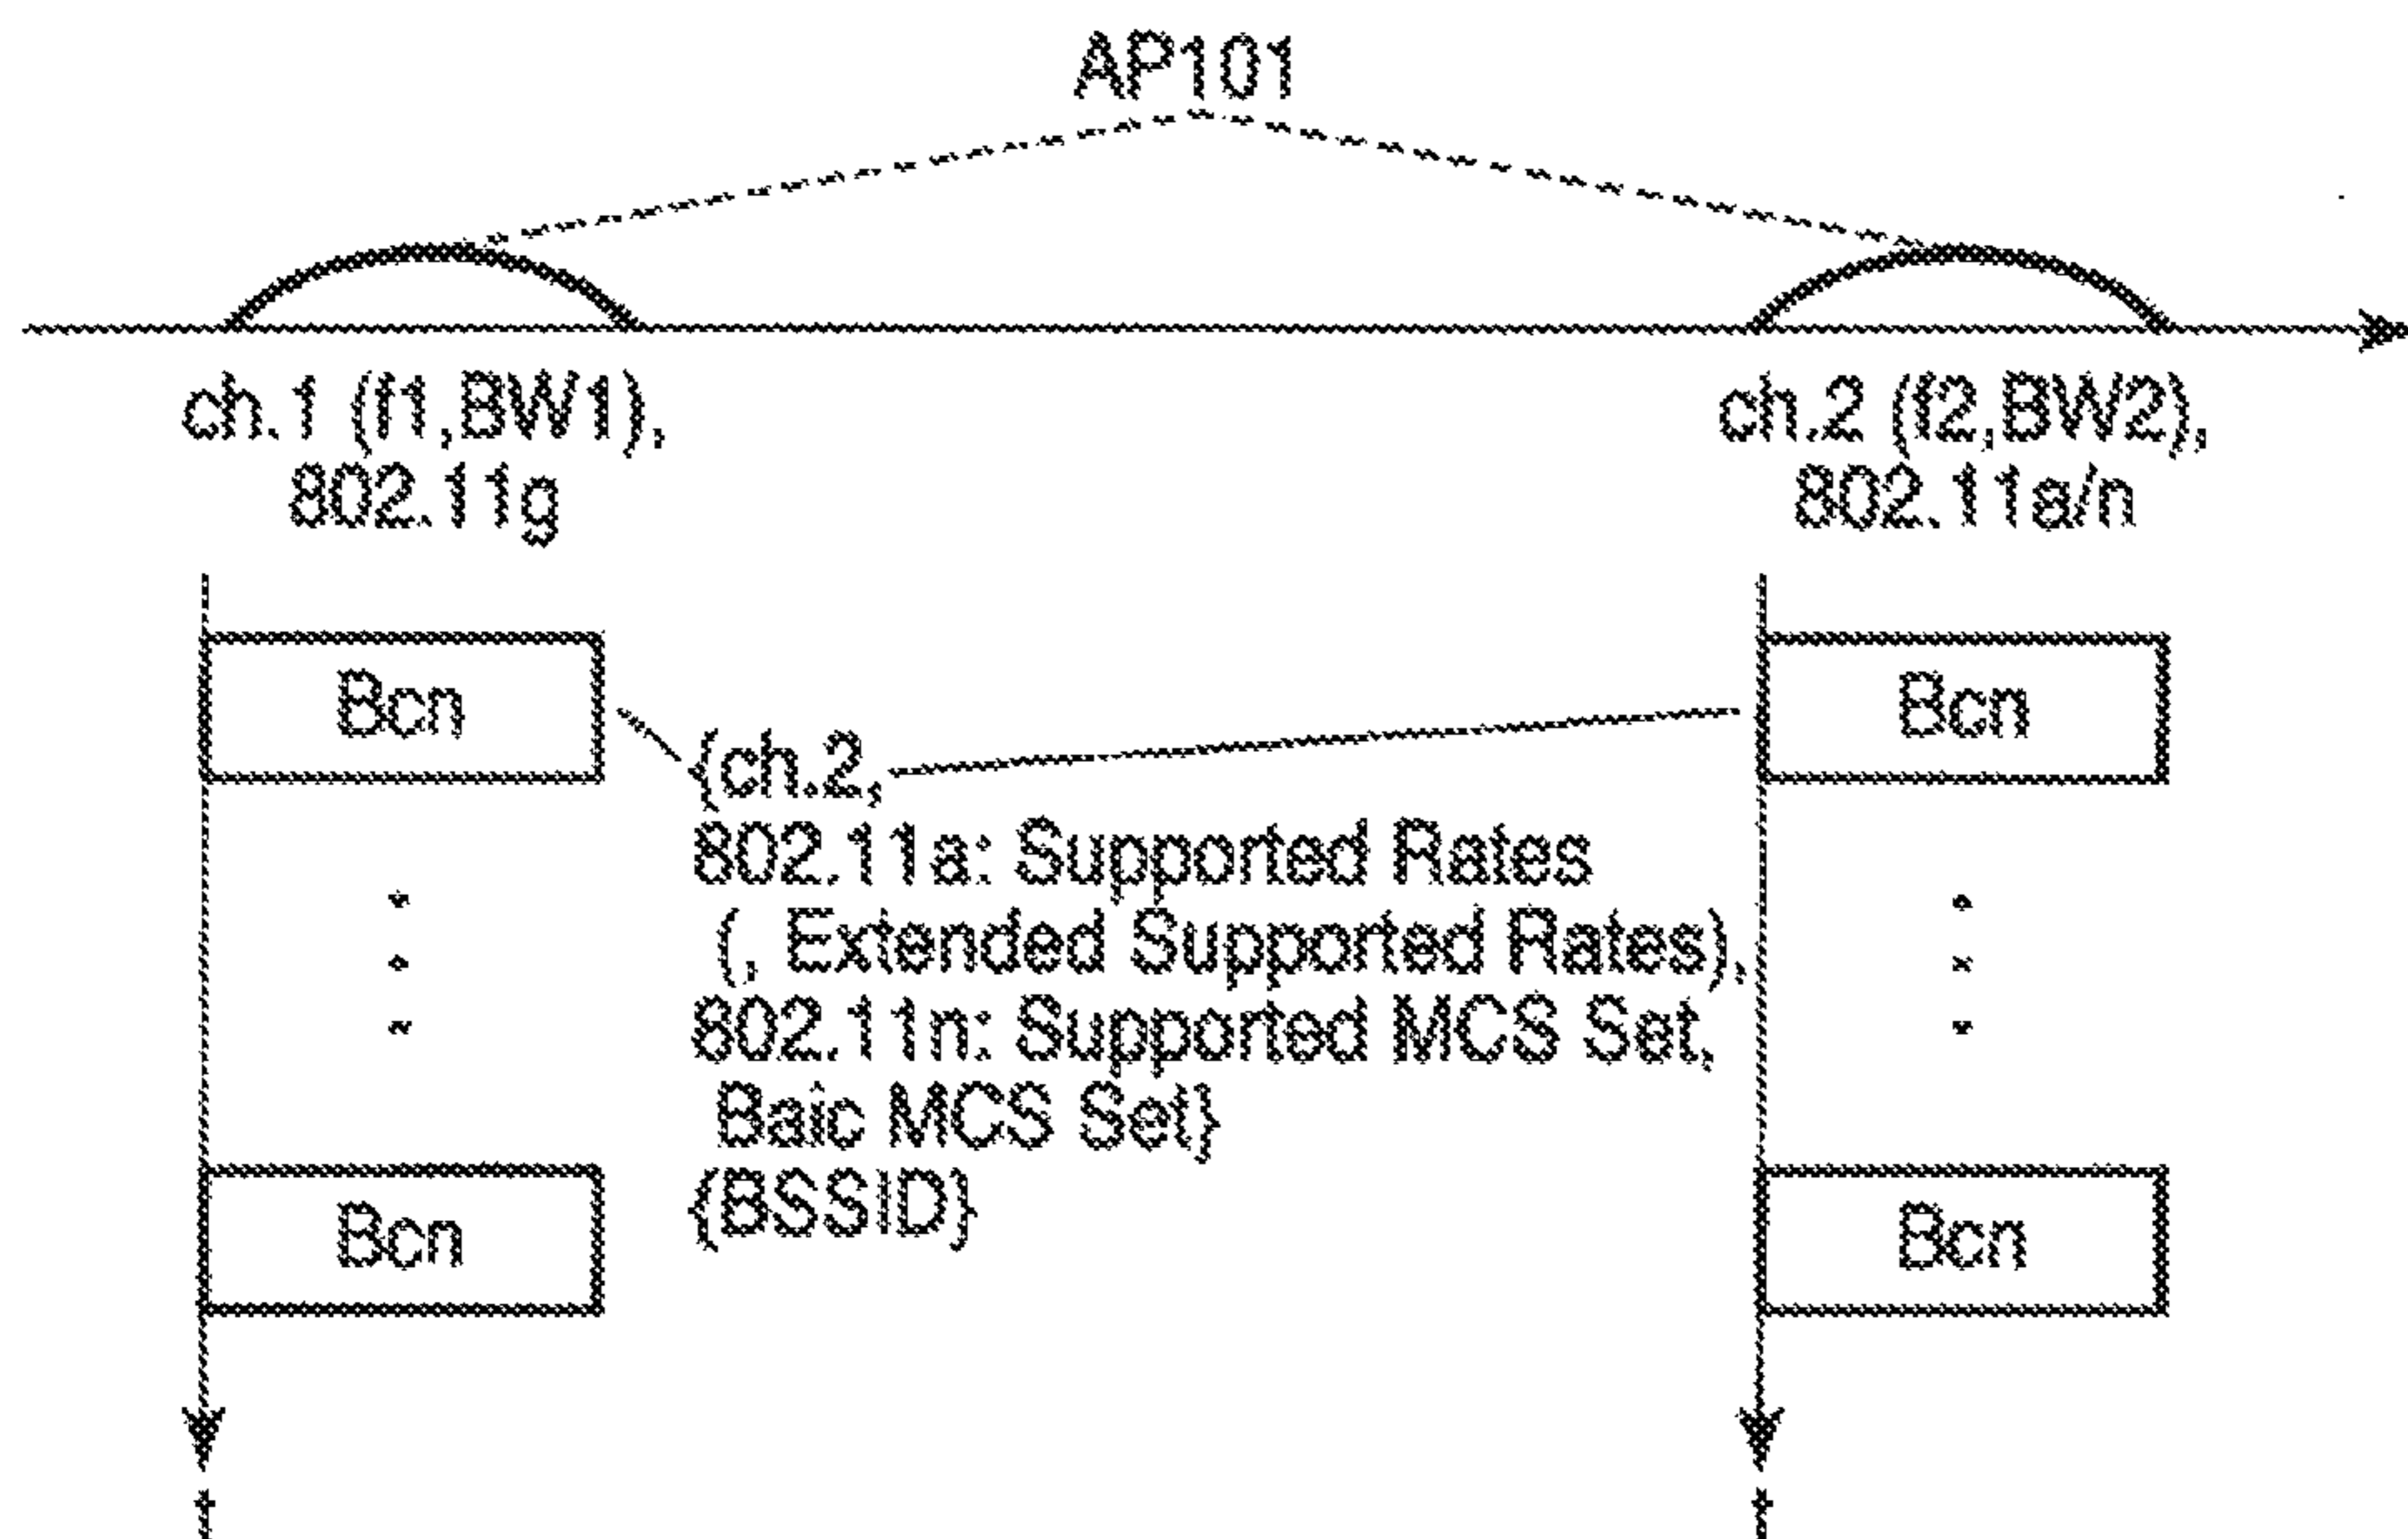 AP101
ch.1 (f1,BW1),
802.11g
ch.2 (f2,BW2),
802.11a/n
Bcn
Bcn
{ch.2,
802.11a: Supported Rates
(, Extended Supported Rates),
802.11n: Supported MCS Set,
Baic MCS Set}
{BSSID}
Bcn
Bcn
t
t